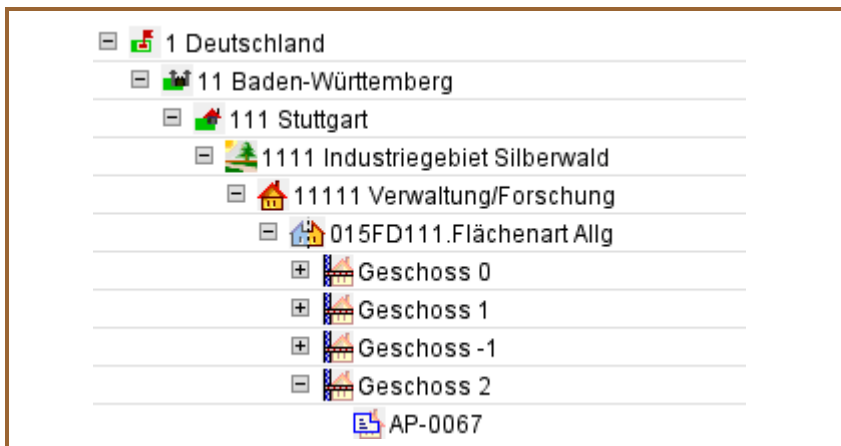 1 Deutschland
11 Baden-Württemberg
111 Stuttgart
1111 Industriegebiet Silberwald
11111 Verwaltung/Forschung
015FD111.Flächenart Allg
Geschoss 0
Geschoss 1
Geschoss -1
Geschoss 2
AP-0067